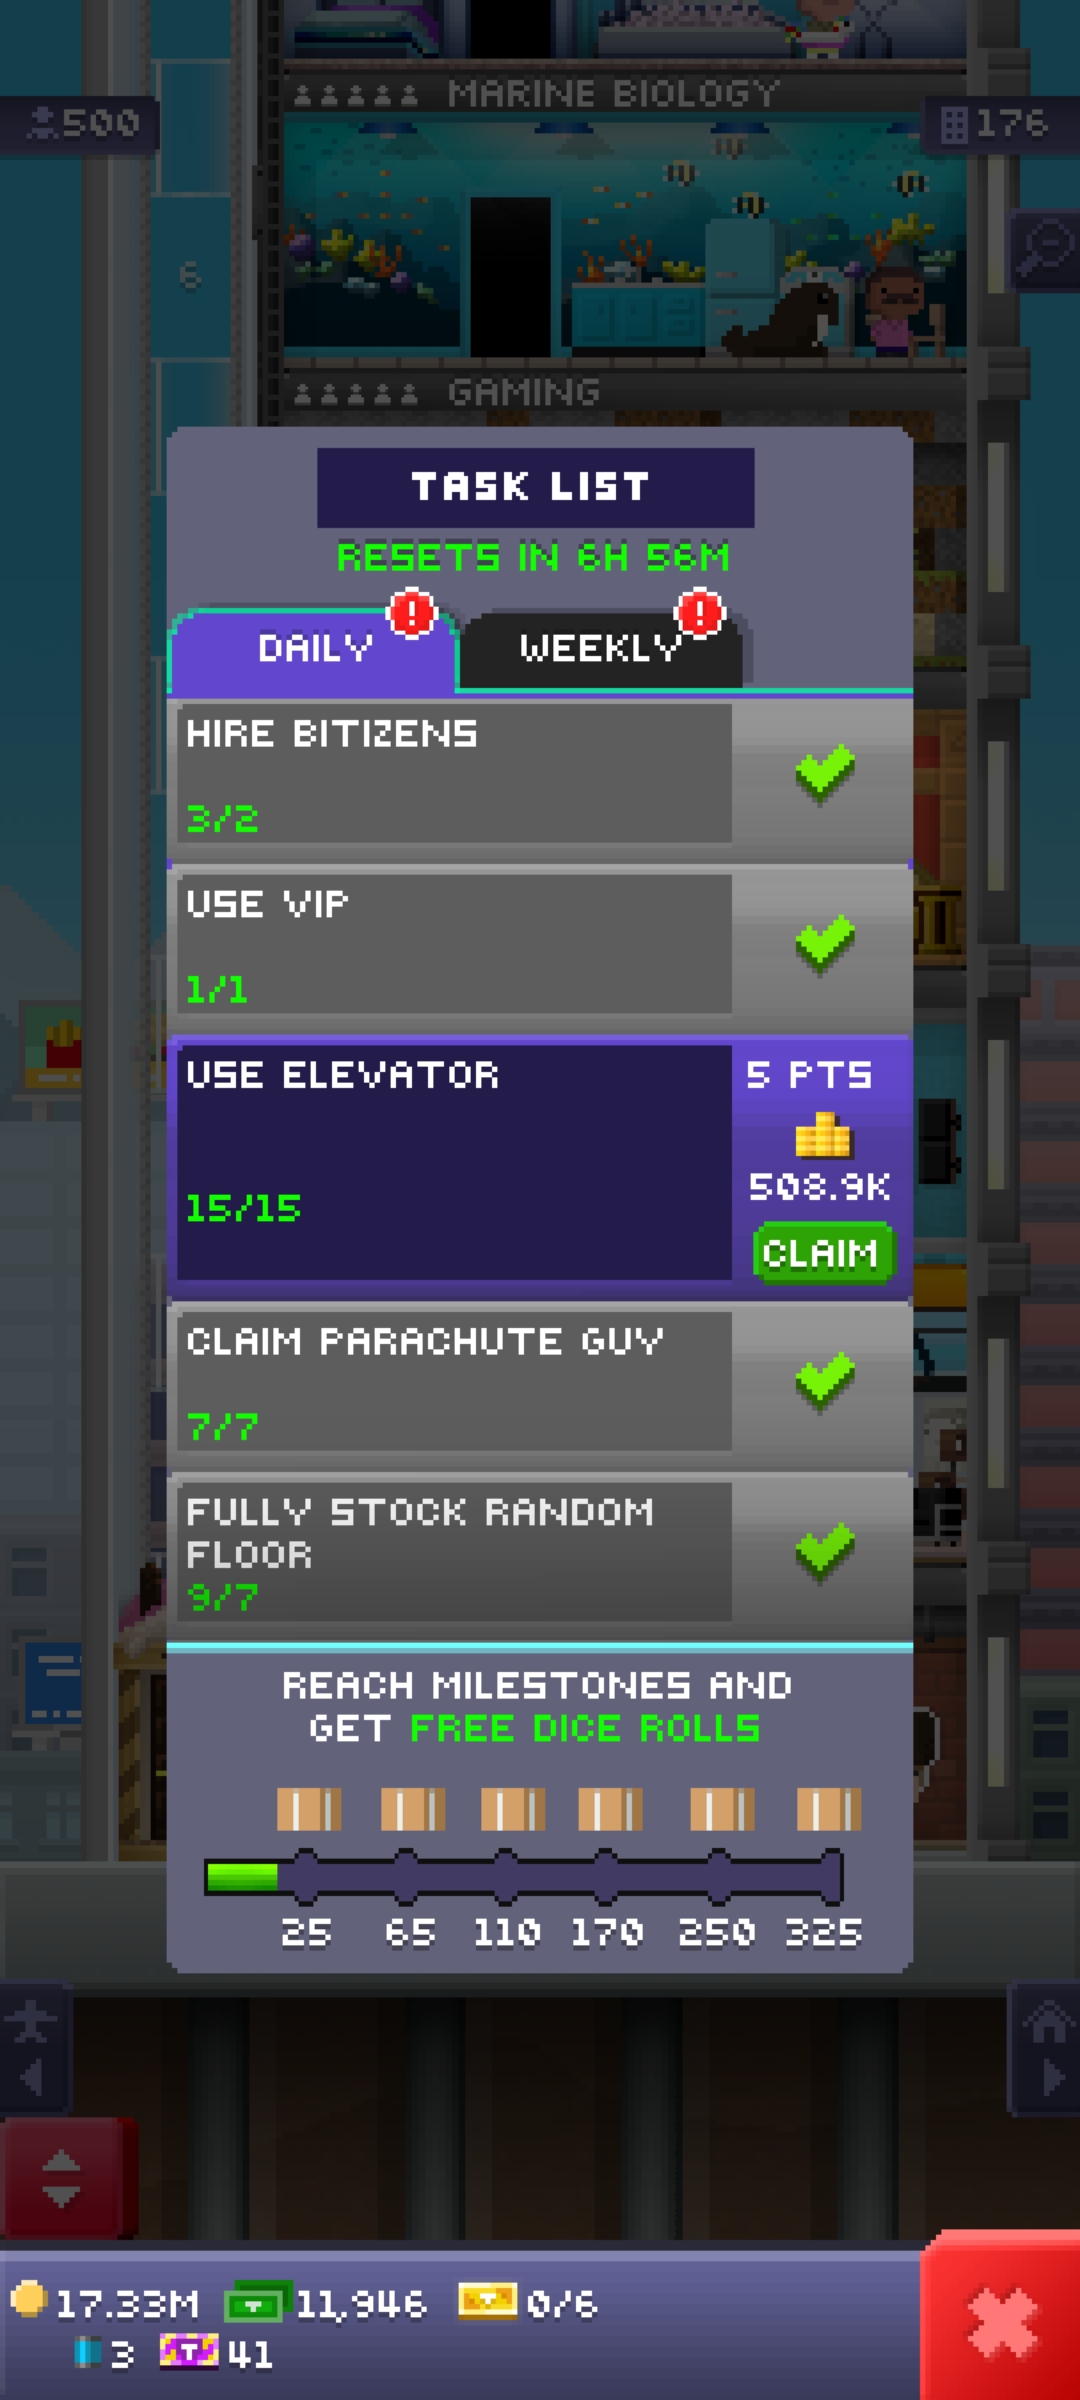 MARINE BIOLOGY
500
176
6
GAMING
TASK LIST
RESETS IN 6H 56M
DAILY
WEEKLY
HIRE BITIZENS
3/2
USE VIP
1/1
USE ELEVATOR
5 PTS
508.9K
15/15
CLAIM
CLAIM PARACHUTE GUY
7/7
FULLY STOCK RANDOM
FLOOR
9/7
REACH MILESTONES AND
GET FREE DICE ROLLS
25 65 110 170 250 325
17.33M 11,946 0/6
3 41